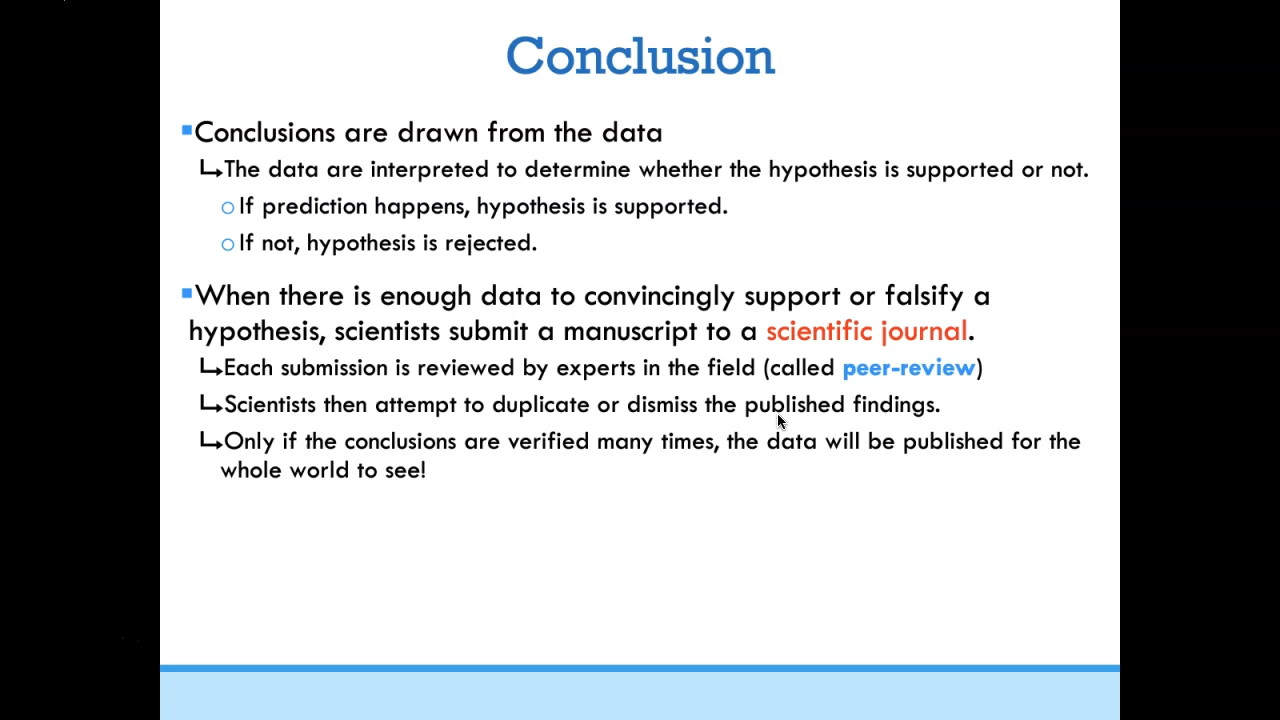 Conclusion
Conclusions are drawn from the data
The data are interpreted to determine whether the hypothesis is supported or not.
If prediction happens, hypothesis is supported.
If not, hypothesis is rejected.
When there is enough data to convincingly support or falsify a
hypothesis, scientists submit a manuscript to a scientific journal.
Each submission is reviewed by experts in the field (called peer-review)
Scientists then attempt to duplicate or dismiss the published findings.
Only if the conclusions are verified many times, the data will be published for the
whole world to see!